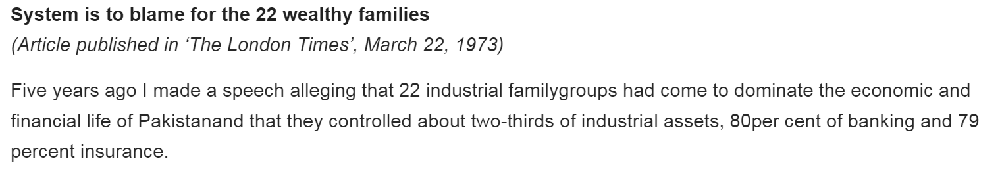 System is to blame for the 22 wealthy families
(Article published in ‘The London Times’, March 22, 1973)
Five years ago I made a speech alleging that 22 industrial familygroups had come to dominate the economic and
financial life of Pakistanand that they controlled about two-thirds of industrial assets, 80per cent of banking and 79
percent insurance.